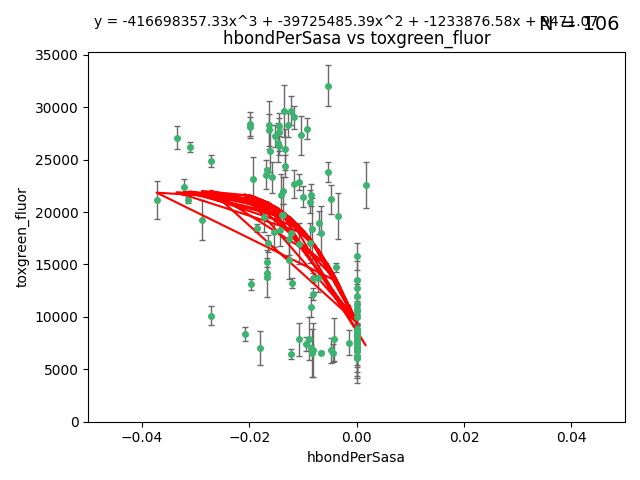 y = -416698357.33x^3 + -39725485.39x^2 + -1233876.58x + 9471.07
N = 106
hbondPerSasa vs toxgreen_fluor
35000
30000
25000
20000
15000
10000
5000
0
toxgreen_fluor
-0.04
-0.02
0.00
0.02
0.04
hbondPerSasa